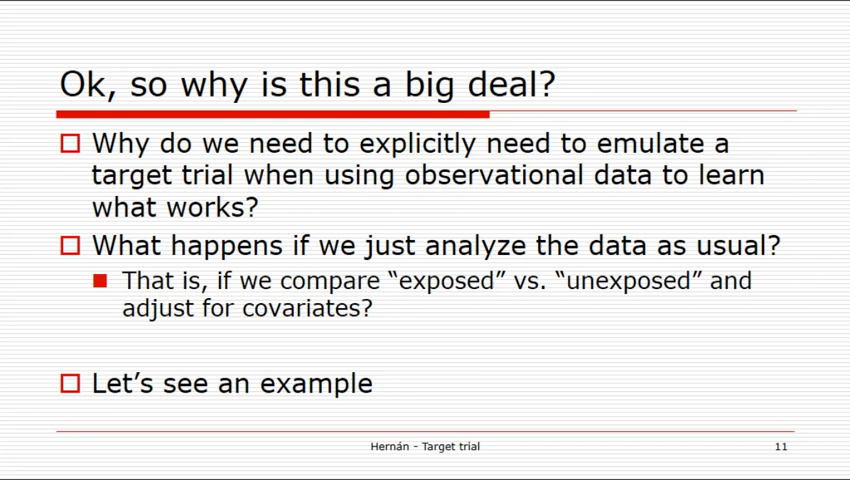 Ok, so why is this a big deal?
Why do we need to explicitly need to emulate a
target trial when using observational data to learn
what works?
What happens if we just analyze the data as usual?
That is, if we compare “exposed” vs. “unexposed” and
adjust for covariates?
Let’s see an example
Hernán - Target trial
11